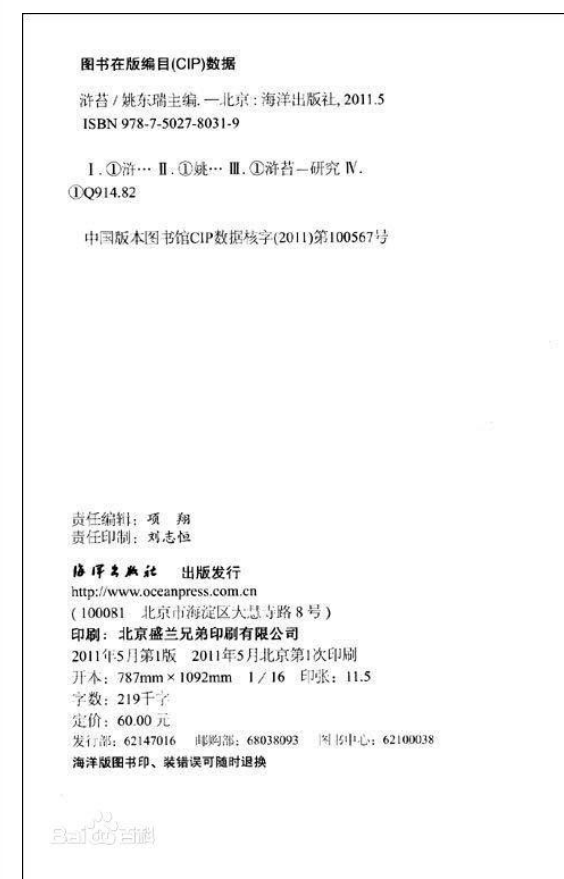 图书在版编目(CIP)数据
浒苔 / 姚东瑞主编. —北京 : 海洋出版社, 2011.5
ISBN 978-7-5027-8031-9
Ⅰ. ①浒… Ⅱ. ①姚… Ⅲ. ①浒苔—研究 Ⅳ.
①Q914.82
中国版本图书馆CIP数据核字(2011)第100567号
责任编辑：项 翔
责任印制：刘志恒
海洋出版社 出版发行
http://www.oceanpress.com.cn
( 100081 北京市海淀区大慧寺路 8 号 )
印刷：北京盛兰兄弟印刷有限公司
2011年5月第1版 2011年5月北京第1次印刷
开本：787mm × 1092mm 1 / 16 印张：11.5
字数：219千字
定价：60.00 元
发行部：62147016 邮购部：68038093 图书中心：62100038
海洋版图书印、装错误可随时退换
Bai du 百科